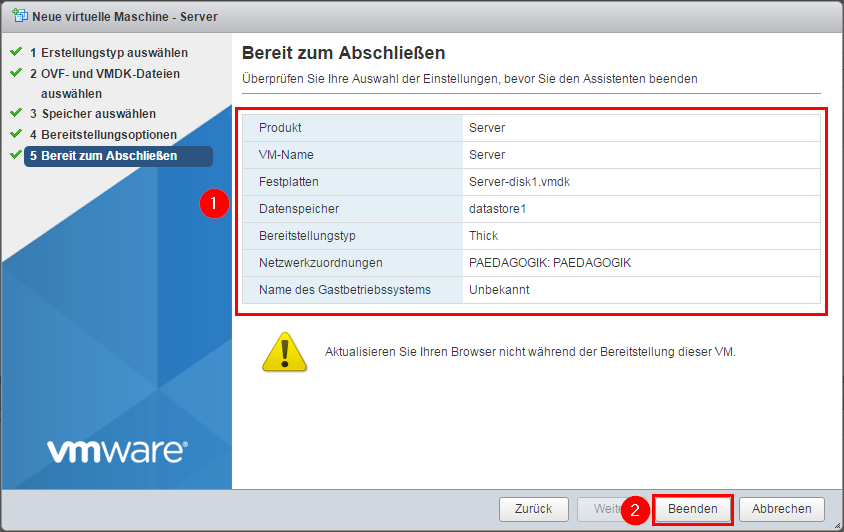 Neue virtuelle Maschine - Server
1 Erstellungstyp auswählen
2 OVF- und VMDK-Dateien
auswählen
3 Speicher auswählen
4 Bereitstellungsoptionen
5 Bereit zum Abschließen
Bereit zum Abschließen
Überprüfen Sie Ihre Auswahl der Einstellungen, bevor Sie den Assistenten beenden
Produkt Server
VM-Name Server
Festplatten Server-disk1.vmdk
1
Datenspeicher datastore1
Bereitstellungstyp Thick
Netzwerkzuordnungen PAEDAGOGIK: PAEDAGOGIK
Name des Gastbetriebssystems Unbekannt
Aktualisieren Sie Ihren Browser nicht während der Bereitstellung dieser VM.
vmware®
Zurück 2 Beenden Abbrechen